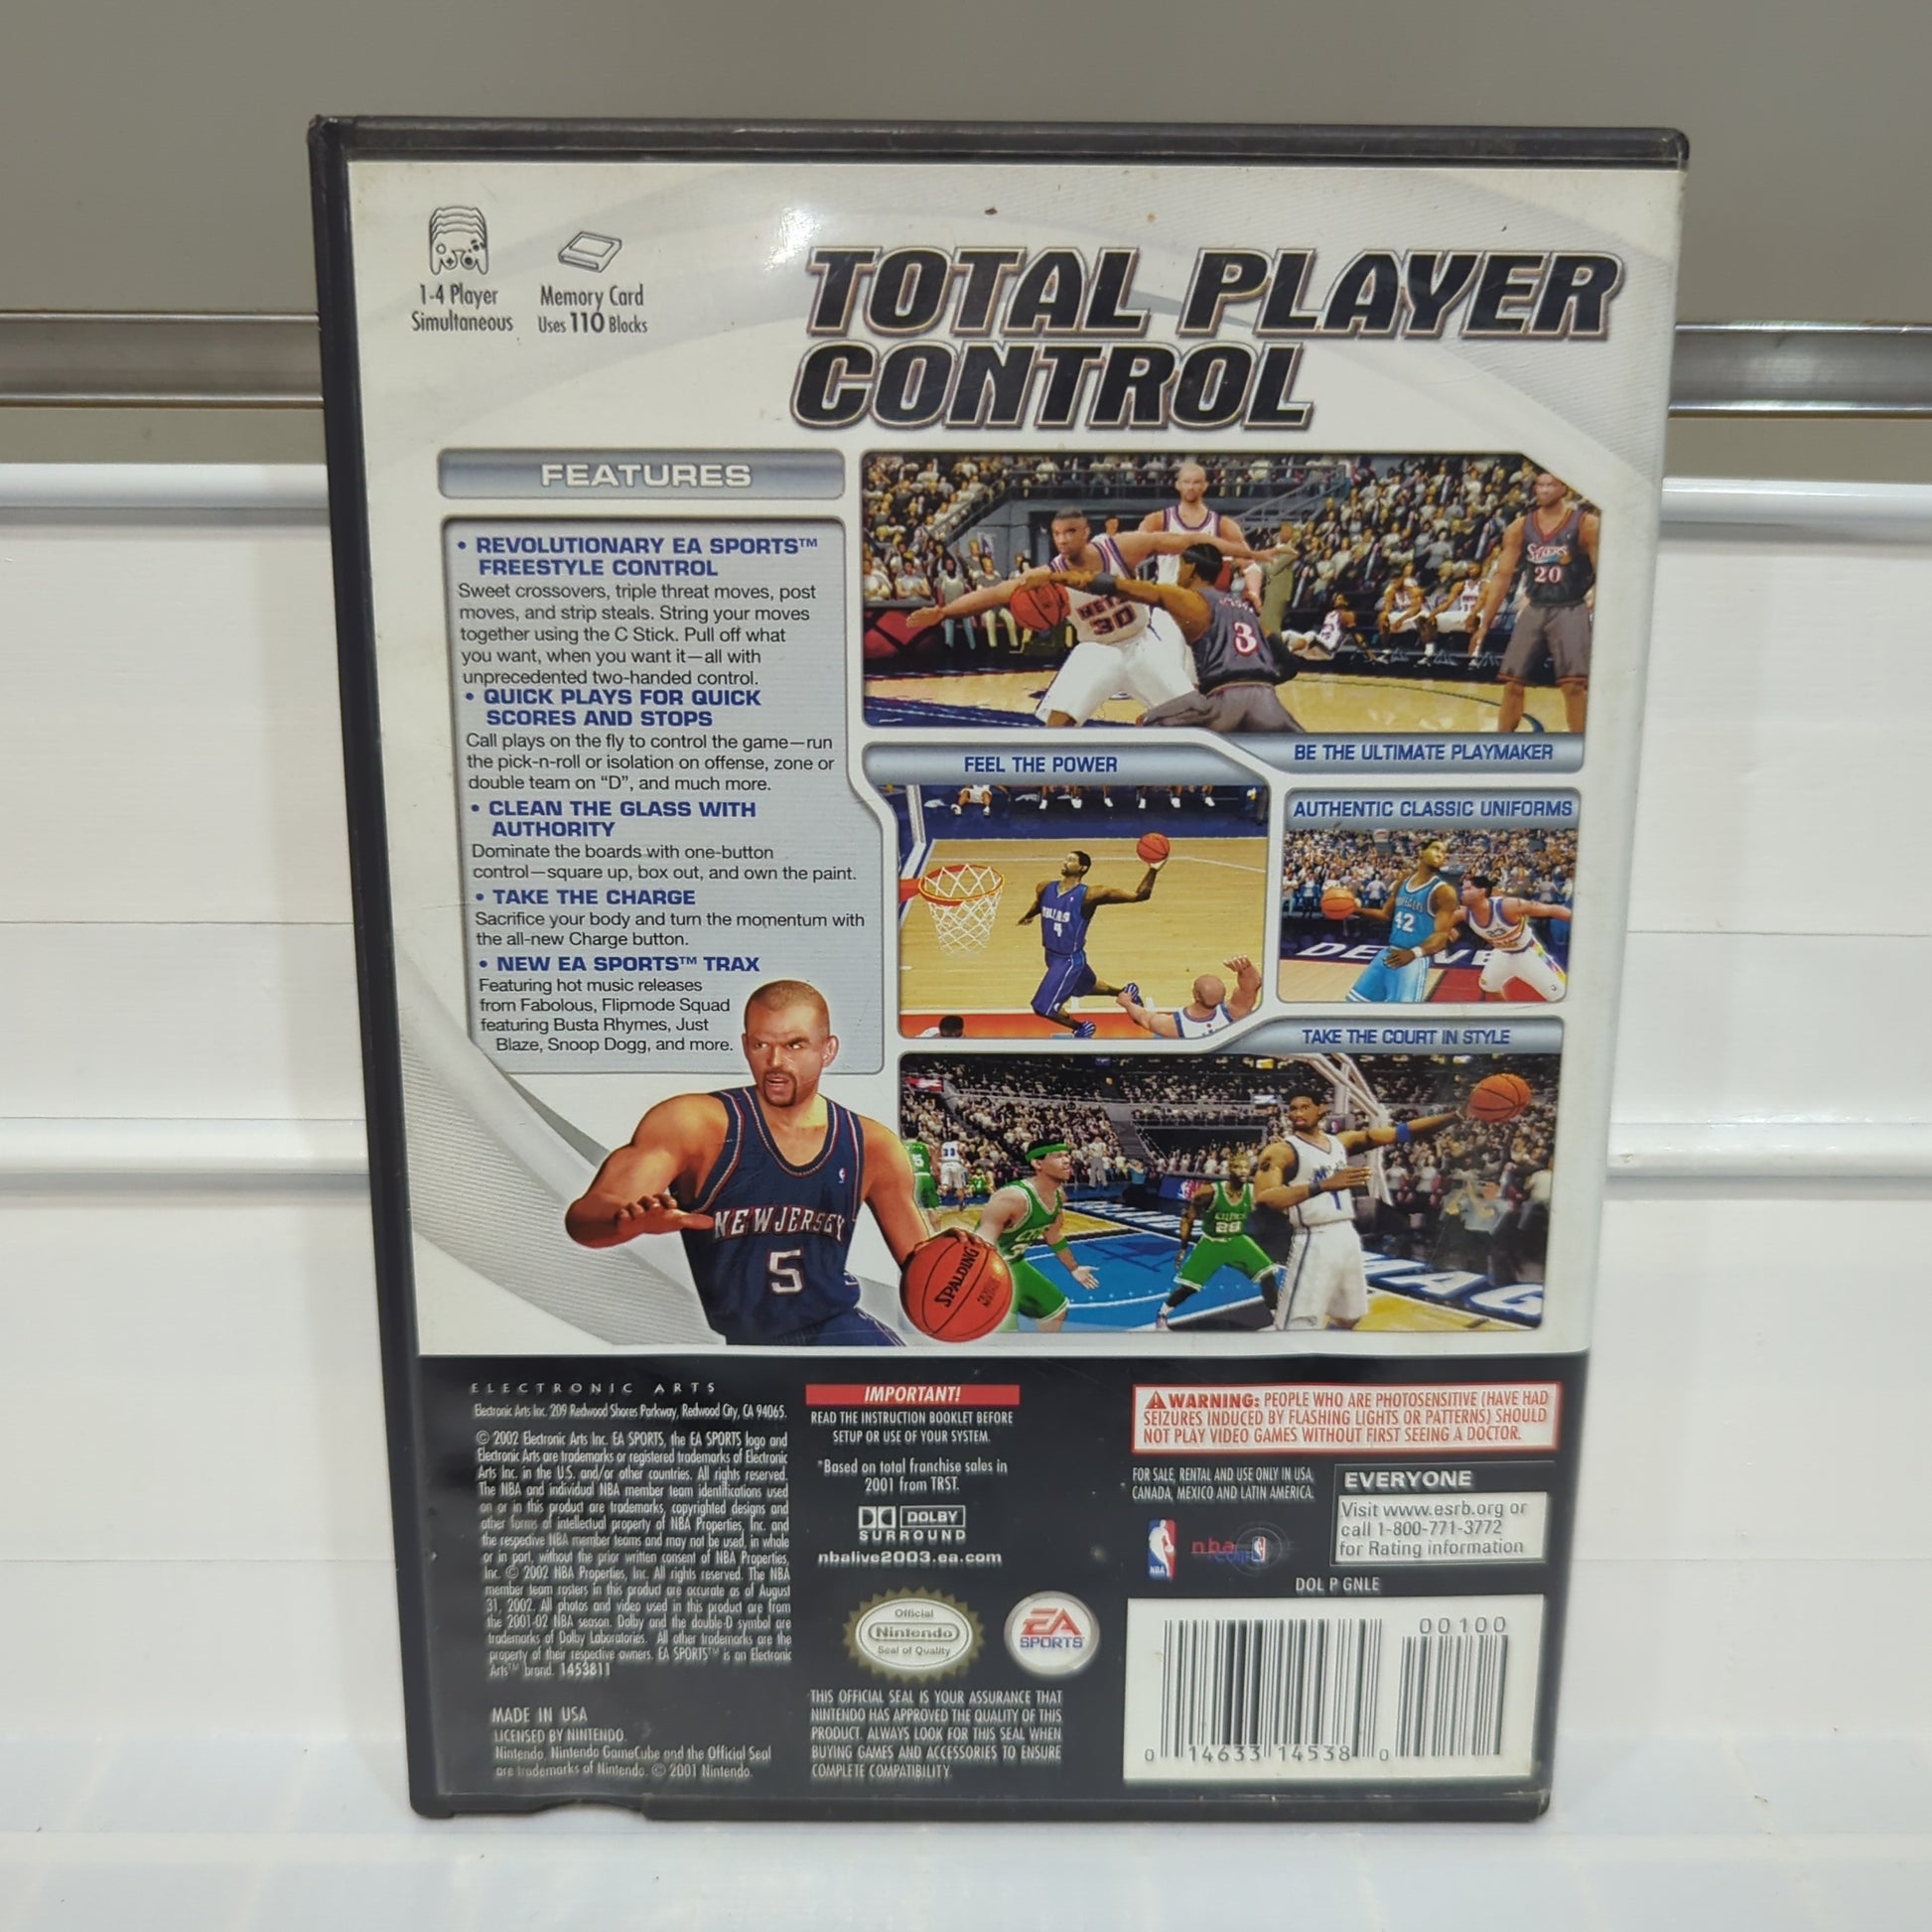 1-4 Player
Simultaneous
Memory Card
Uses 110 Blocks
TOTAL PLAYER
CONTROL
FEATURES
• REVOLUTIONARY EA SPORTS™
FREESTYLE CONTROL
Sweet crossovers, triple threat moves, post
moves, and strip steals. String your moves
together using the C Stick. Pull off what
you want, when you want it—all with
unprecedented two-handed control.
• QUICK PLAYS FOR QUICK
SCORES AND STOPS
Call plays on the fly to control the game—run
the pick-n-roll or isolation on offense, zone or
double team on “D”, and much more.
• CLEAN THE GLASS WITH
AUTHORITY
Dominate the boards with one-button
control—square up, box out, and own the paint.
• TAKE THE CHARGE
Sacrifice your body and turn the momentum with
the all-new Charge button.
• NEW EA SPORTS™ TRAX
Featuring hot music releases
from Fabolous, Flipmode Squad
featuring Busta Rhymes, Just
Blaze, Snoop Dogg, and more.
NETS
30
3
SIXERS
20
BE THE ULTIMATE PLAYMAKER
FEEL THE POWER
DALLAS
4
AUTHENTIC CLASSIC UNIFORMS
42
TAKE THE COURT IN STYLE
CELTICS
28
1
MAG
NEW JERSEY
5
SPALDING
ELECTRONIC ARTS
Electronic Arts Inc. 209 Redwood Shores Parkway, Redwood City, CA 94065.
© 2002 Electronic Arts Inc. EA SPORTS, the EA SPORTS logo and
Electronic Arts are trademarks or registered trademarks of Electronic
Arts Inc. in the U.S. and/or other countries. All rights reserved.
The NBA and individual NBA member team identifications used
on or in this product are trademarks, copyrighted designs and
other forms of intellectual property of NBA Properties, Inc. and
the respective NBA member teams and may not be used, in whole
or in part, without the prior written consent of NBA Properties,
Inc. © 2002 NBA Properties, Inc. All rights reserved. The NBA
member team rosters in this product are accurate as of August
31, 2002. All photos and video used in this product are from
the 2001-02 NBA season. Dolby and the double-D symbol are
trademarks of Dolby Laboratories. All other trademarks are the
property of their respective owners. EA SPORTS™ is an Electronic
Arts™ brand. 1453811
MADE IN USA
LICENSED BY NINTENDO.
Nintendo, Nintendo GameCube and the Official Seal
are trademarks of Nintendo. © 2001 Nintendo.
IMPORTANT!
READ THE INSTRUCTION BOOKLET BEFORE
SETUP OR USE OF YOUR SYSTEM.
*Based on total franchise sales in
2001 from TRST.
DOLBY
SURROUND
nbalive2003.ea.com
Official
Nintendo
Seal of Quality
EA
SPORTS
THIS OFFICIAL SEAL IS YOUR ASSURANCE THAT
NINTENDO HAS APPROVED THE QUALITY OF THIS
PRODUCT. ALWAYS LOOK FOR THIS SEAL WHEN
BUYING GAMES AND ACCESSORIES TO ENSURE
COMPLETE COMPATIBILITY.
WARNING: PEOPLE WHO ARE PHOTOSENSITIVE (HAVE HAD
SEIZURES INDUCED BY FLASHING LIGHTS OR PATTERNS) SHOULD
NOT PLAY VIDEO GAMES WITHOUT FIRST SEEING A DOCTOR.
FOR SALE, RENTAL AND USE ONLY IN USA,
CANADA, MEXICO AND LATIN AMERICA.
EVERYONE
Visit www.esrb.org or
call 1-800-771-3772
for Rating information
NBA
nba
.com
DOL P GNLE
00100
0 14633 14538 0